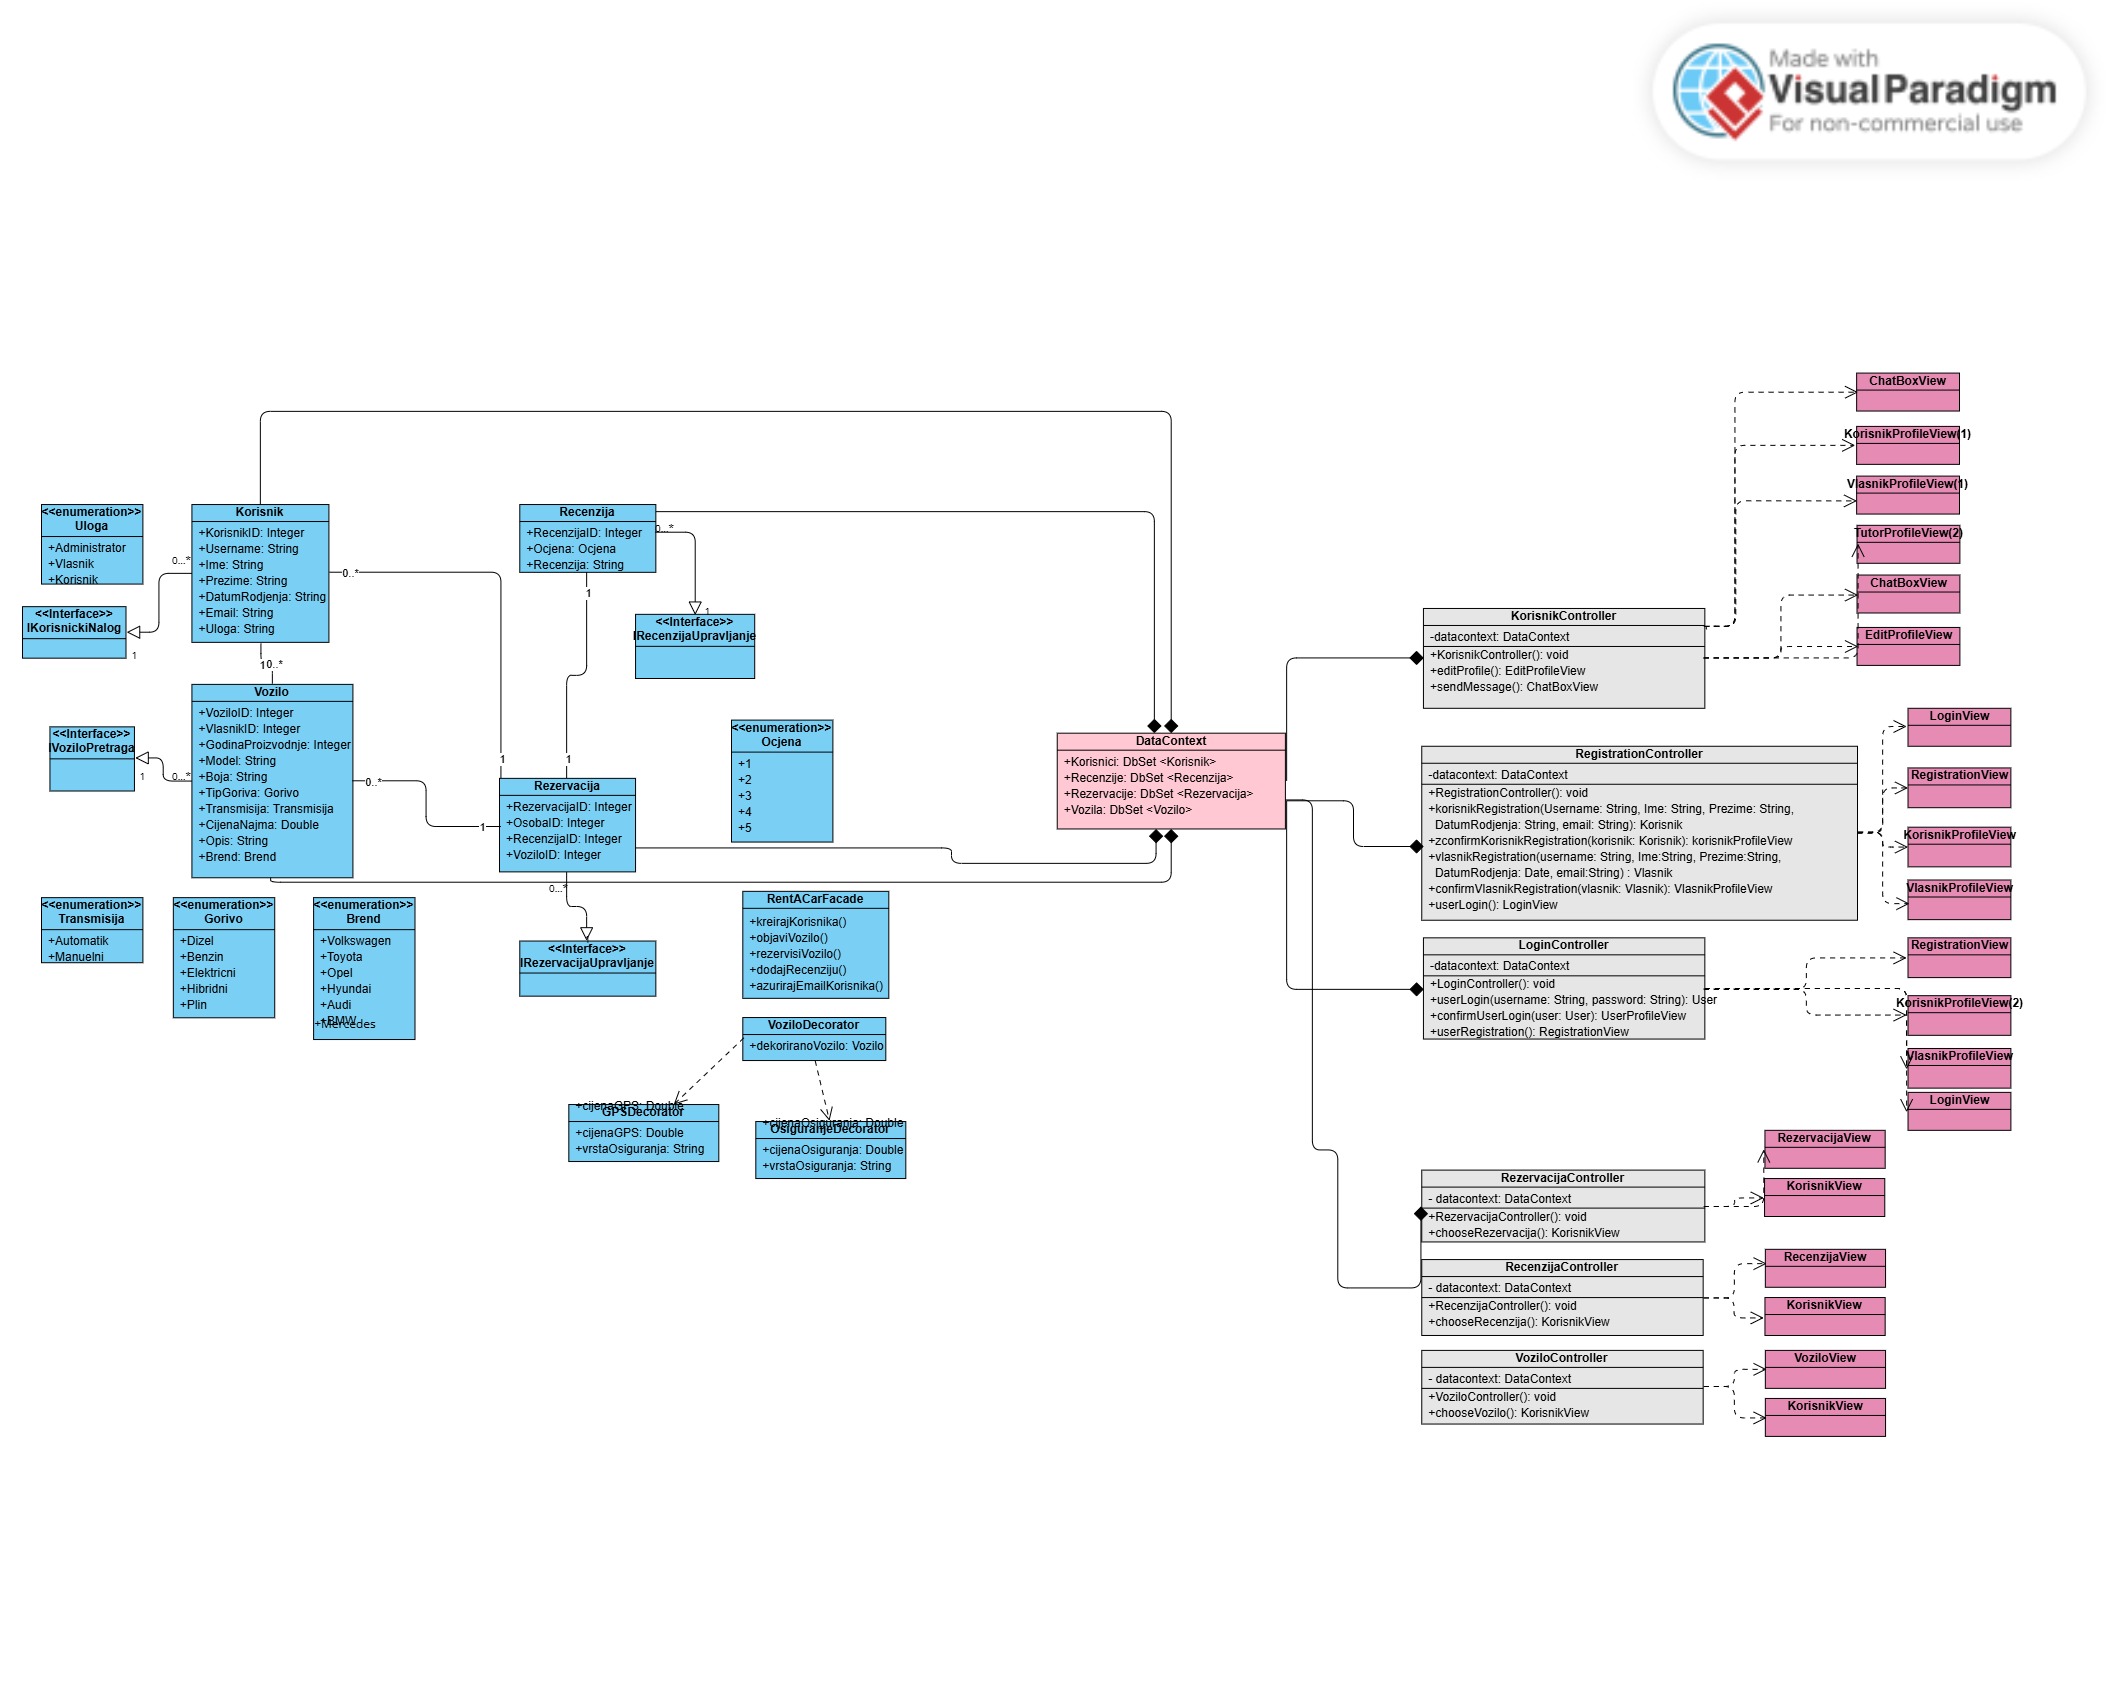 Made with
Visual Paradigm
For non-commercial use
<<enumeration>>
Uloga
+Administrator
+Vlasnik
+Korisnik
<<Interface>>
IKorisnickiNalog
1
0...*
Korisnik
+KorisnikID: Integer
+Username: String
+Ime: String
+Prezime: String
+DatumRodjenja: String
+Email: String
+Uloga: String
0..*
1
0..*
Vozilo
+VoziloID: Integer
+VlasnikID: Integer
+GodinaProizvodnje: Integer
+Model: String
+Boja: String
+TipGoriva: Gorivo
+Transmisija: Transmisija
+CijenaNajma: Double
+Opis: String
+Brend: Brend
<<Interface>>
IVoziloPretraga
1
0...*
0..*
1
<<enumeration>>
Transmisija
+Automatik
+Manuelni
<<enumeration>>
Gorivo
+Dizel
+Benzin
+Elektricni
+Hibridni
+Plin
<<enumeration>>
Brend
+Volkswagen
+Toyota
+Opel
+Hyundai
+Audi
+BMW
+Mercedes
Recenzija
+RecenzijaID: Integer
+Ocjena: Ocjena
+Recenzija: String
0...*
1
1
<<Interface>>
IRecenzijaUpravljanje
<<enumeration>>
Ocjena
+1
+2
+3
+4
+5
1
1
Rezervacija
+RezervacijaID: Integer
+OsobaID: Integer
+RecenzijaID: Integer
+VoziloID: Integer
0...*
<<Interface>>
IRezervacijaUpravljanje
RentACarFacade
+kreirajKorisnika()
+objaviVozilo()
+rezervisiVozilo()
+dodajRecenziju()
+azurirajEmailKorisnika()
VoziloDecorator
+dekoriranoVozilo: Vozilo
+cijenaGPS: Double
GPSDecorator
+cijenaGPS: Double
+vrstaOsiguranja: String
+cijenaOsiguranja: Double
OsiguranjeDecorator
+cijenaOsiguranja: Double
+vrstaOsiguranja: String
DataContext
+Korisnici: DbSet <Korisnik>
+Recenzije: DbSet <Recenzija>
+Rezervacije: DbSet <Rezervacija>
+Vozila: DbSet <Vozilo>
KorisnikController
-datacontext: DataContext
+KorisnikController(): void
+editProfile(): EditProfileView
+sendMessage(): ChatBoxView
ChatBoxView
KorisnikProfileView(1)
VlasnikProfileView(1)
TutorProfileView(2)
ChatBoxView
EditProfileView
RegistrationController
-datacontext: DataContext
+RegistrationController(): void
+korisnikRegistration(Username: String, Ime: String, Prezime: String,
DatumRodjenja: String, email: String): Korisnik
+zconfirmKorisnikRegistration(korisnik: Korisnik): korisnikProfileView
+vlasnikRegistration(username: String, Ime:String, Prezime:String,
DatumRodjenja: Date, email:String) : Vlasnik
+confirmVlasnikRegistration(vlasnik: Vlasnik): VlasnikProfileView
+userLogin(): LoginView
LoginView
RegistrationView
KorisnikProfileView
VlasnikProfileView
LoginController
-datacontext: DataContext
+LoginController(): void
+userLogin(username: String, password: String): User
+confirmUserLogin(user: User): UserProfileView
+userRegistration(): RegistrationView
RegistrationView
KorisnikProfileView(2)
VlasnikProfileView
LoginView
RezervacijaController
- datacontext: DataContext
+RezervacijaController(): void
+chooseRezervacija(): KorisnikView
RezervacijaView
KorisnikView
RecenzijaController
- datacontext: DataContext
+RecenzijaController(): void
+chooseRecenzija(): KorisnikView
RecenzijaView
KorisnikView
VoziloController
- datacontext: DataContext
+VoziloController(): void
+chooseVozilo(): KorisnikView
VoziloView
KorisnikView